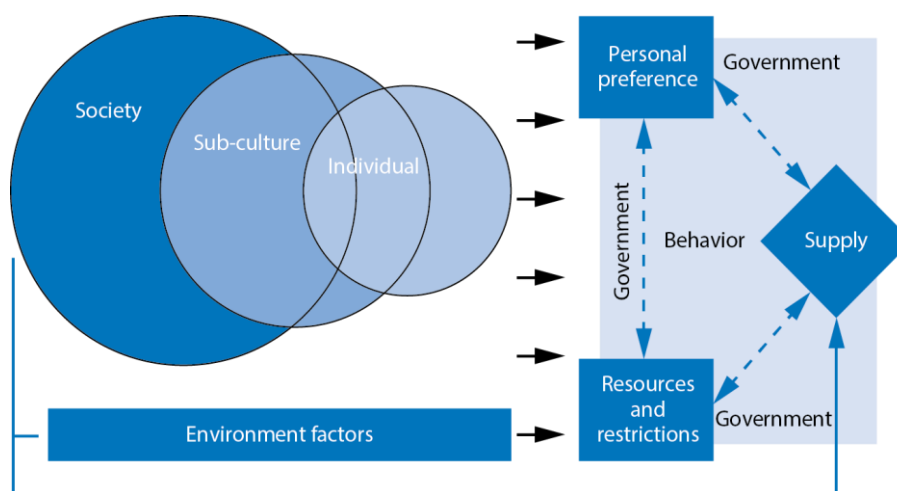 Society
Sub-culture
Individual
Environment factors
Personal
preference
Government
Government
Behavior
Supply
Resources
and
restrictions
Government